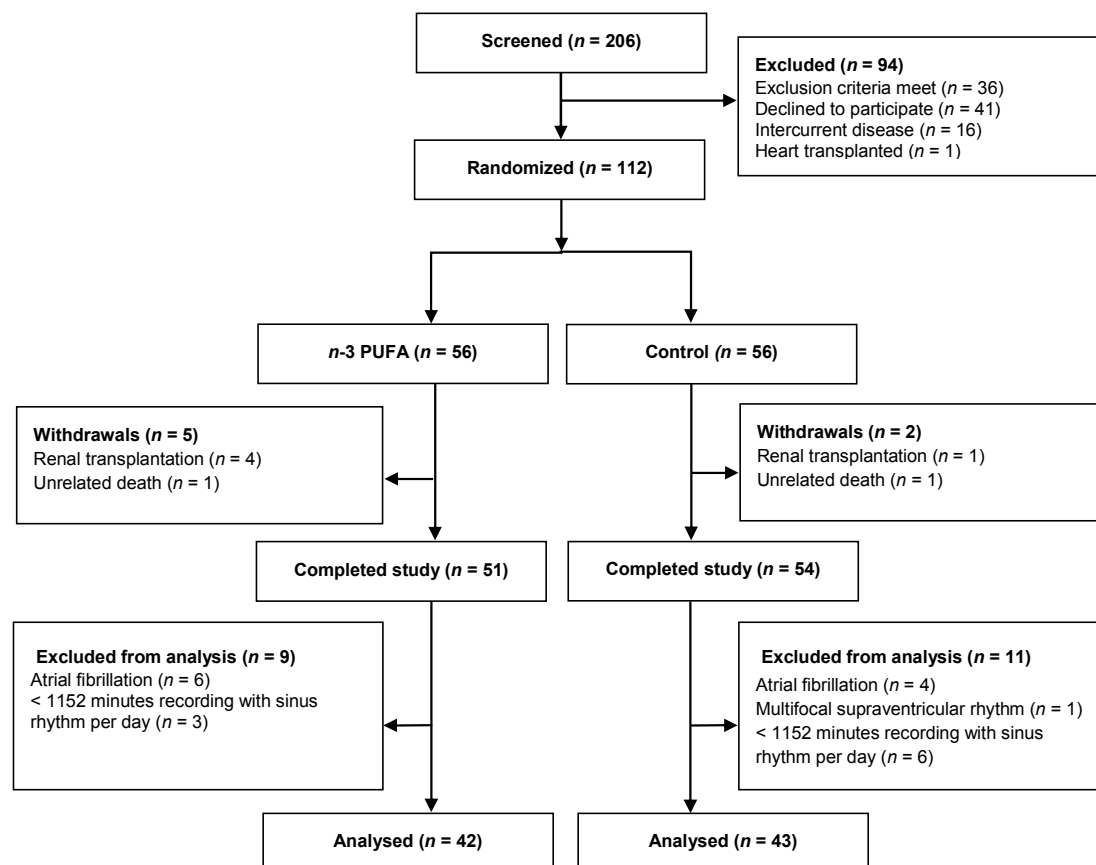 Screened (n = 206)
Excluded (n = 94)
Exclusion criteria meet (n = 36)
Declined to participate (n = 41)
Intercurrent disease (n = 16)
Heart transplanted (n = 1)
Randomized (n = 112)
n-3 PUFA (n = 56)
Control (n = 56)
Withdrawals (n = 5)
Renal transplantation (n = 4)
Unrelated death (n = 1)
Withdrawals (n = 2)
Renal transplantation (n = 1)
Unrelated death (n = 1)
Completed study (n = 51)
Completed study (n = 54)
Excluded from analysis (n = 9)
Atrial fibrillation (n = 6)
< 1152 minutes recording with sinus
rhythm per day (n = 3)
Excluded from analysis (n = 11)
Atrial fibrillation (n = 4)
Multifocal supraventricular rhythm (n = 1)
< 1152 minutes recording with sinus
rhythm per day (n = 6)
Analysed (n = 42)
Analysed (n = 43)